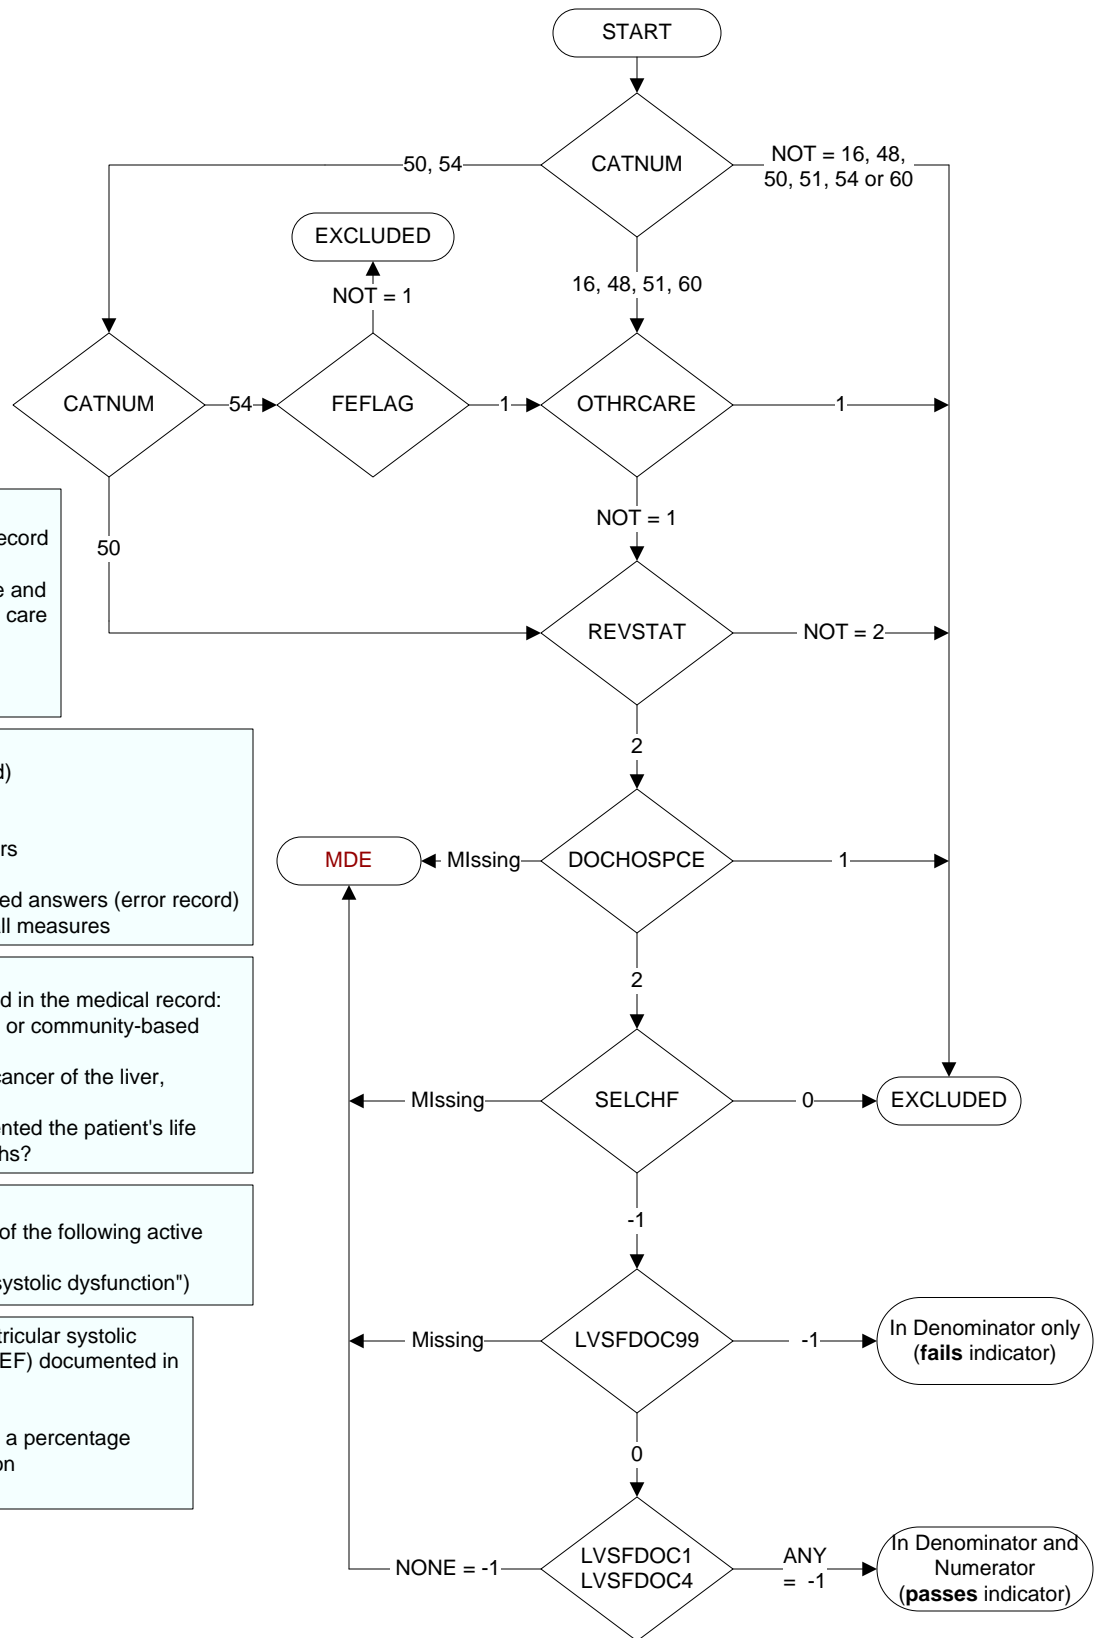 START
CATNUM
50, 54
NOT = 16, 48,
50, 51, 54 or 60
EXCLUDED
NOT = 1
16, 48, 51, 60
CATNUM
54
FEFLAG
1
OTHRCARE
1
NOT = 1
50
REVSTAT
NOT = 2
2
MDE
MIssing
DOCHOSPCE
1
2
MIssing
SELCHF
0
EXCLUDED
-1
Missing
LVSFDOC99
-1
In Denominator only
(fails indicator)
0
NONE = -1
LVSFDOC1
LVSFDOC4
ANY
= -1
In Denominator and
Numerator
(passes indicator)
ecord
e and
care
d)
rs
ed answers (error record)
all measures
d in the medical record:
or community-based
cancer of the liver,
ented the patient's life
hs?
of the following active
systolic dysfunction")
tricular systolic
EF) documented in
a percentage
on